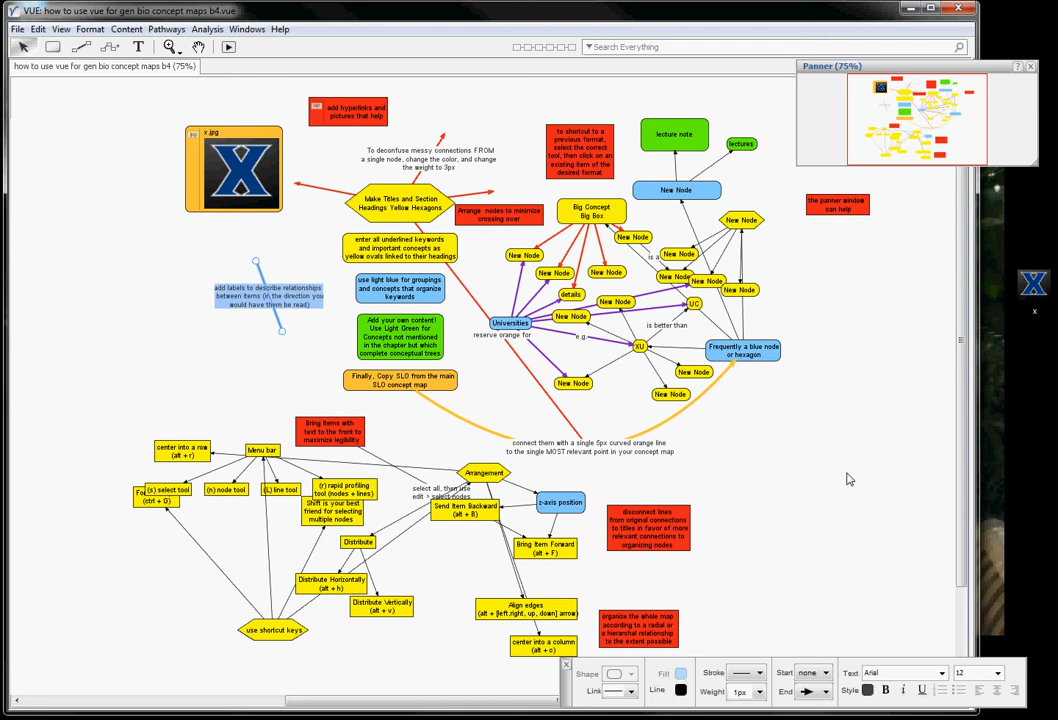 VUE: how to use vue for gen bio concept maps b4.vue
File Edit View Format Content Pathways Analysis Windows Help
T
Search Everything
how to use vue for gen bio concept maps b4 (75%)
Panner (75%)
add hyperlinks and
pictures that help
x.jpg
X
To deconfuse messy connections FROM
a single node, change the color, and change
the weight to 3px
to shortcut to a
previous format,
select the correct
tool, then click on an
existing item of the
desired format
lecture note
lectures
New Node
the panner window
can help
Make Titles and Section
Headings Yellow Hexagons
Arrange nodes to minimize
crossing over
Big Concept
Big Box
New Node
New Node
enter all underlined keywords
and important concepts as
yellow ovals linked to their headings
New Node
is a
New Node
New Node
New Node
New Node
New Node
New Node
add labels to describe relationships
between items (in the direction you
would have them be read)
use light blue for groupings
and concepts that organize
keywords
details
New Node
UC
New Node
Universities
reserve orange for
is better than
e.g.
XU
Frequently a blue node
or hexagon
Add your own content!
Use Light Green for
Concepts not mentioned
in the chapter but which
complete conceptual trees
New Node
New Node
New Node
Finally, Copy SLO from the main
SLO concept map
connect them with a single 5px curved orange line
to the single MOST relevant point in your concept map
Bring items with
text to the front to
maximize legibility
center into a row
(alt + r)
Menu bar
Arrangement
(s) select tool
(ctrl + G)
(n) node tool
(L) line tool
(r) rapid profiling
tool (nodes + lines)
Shift is your best
friend for selecting
multiple nodes
select all, then use
edit > select nodes
Send Item Backward
(alt + B)
z-axis position
disconnect lines
from original connections
to titles in favor of more
relevant connections to
organizing nodes
Distribute
Bring Item Forward
(alt + F)
Distribute Horizontally
(alt + h)
Distribute Vertically
(alt + v)
Align edges
(alt + [left,right, up, down] arrow)
use shortcut keys
center into a column
(alt + c)
organize the whole map
according to a radial or
a hierarchal relationship
to the extent possible
X
x
Shape Fill Stroke Start none Text Arial 12
Link Line Weight 1px End Style B i U